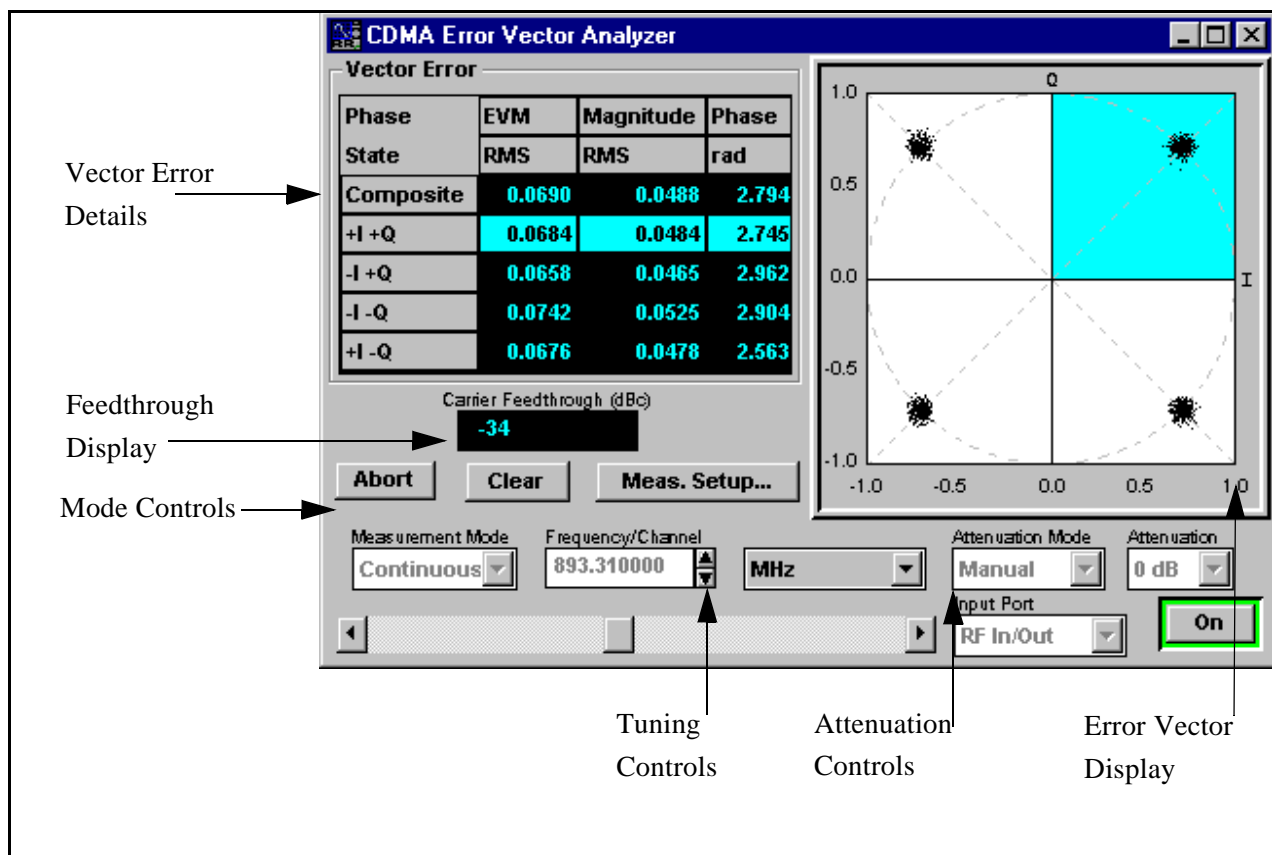 CDMA Error Vector Analyzer
Vector Error
Phase EVM Magnitude Phase
State RMS RMS rad
Composite 0.0690 0.0488 2.794
+I +Q 0.0684 0.0484 2.745
-I +Q 0.0658 0.0465 2.962
-I -Q 0.0742 0.0525 2.904
+I -Q 0.0676 0.0478 2.563
Carrier Feedthrough (dBc)
-34
Abort Clear Meas. Setup...
Q
1.0
0.5
0.0
I
-0.5
-1.0
-1.0 -0.5 0.0 0.5 1.0
Measurement Mode Frequency/Channel Attenuation Mode Attenuation
Continuous 893.310000 MHz Manual 0 dB
Input Port
RF In/Out
On
Vector Error
Details
Feedthrough
Display
Mode Controls
Tuning
Controls
Attenuation
Controls
Error Vector
Display